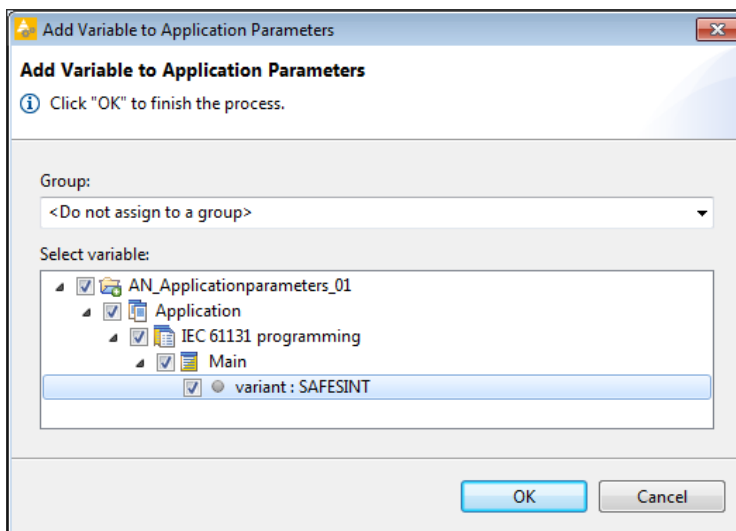 Add Variable to Application Parameters
Add Variable to Application Parameters
Click "OK" to finish the process.
Group:
<Do not assign to a group>
Select variable:
AN_Applicationparameters_01
Application
IEC 61131 programming
Main
variant : SAFESINT
OK Cancel